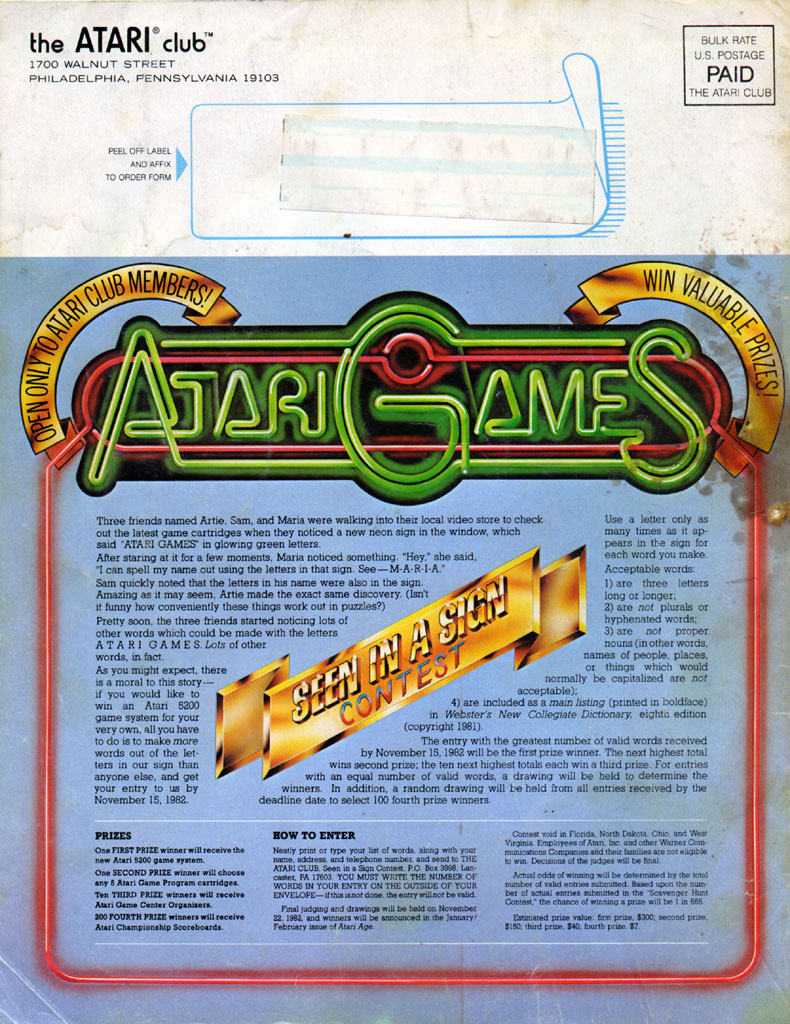 the ATARI® club™
1700 WALNUT STREET
PHILADELPHIA, PENNSYLVANIA 19103
BULK RATE
U.S. POSTAGE
PAID
THE ATARI CLUB
PEEL OFF LABEL
AND AFFIX
TO ORDER FORM
OPEN ONLY TO ATARI CLUB MEMBERS!
WIN VALUABLE PRIZES!
ATARI GAMES
Three friends named Artie, Sam, and Maria were walking into their local video store to check
out the latest game cartridges when they noticed a new neon sign in the window, which
said "ATARI GAMES" in glowing green letters.
After staring at it for a few moments, Maria noticed something. "Hey," she said,
"I can spell my name out using the letters in that sign. See—M-A-R-I-A."
Sam quickly noted that the letters in his name were also in the sign.
Amazing as it may seem, Artie made the exact same discovery. (Isn't
it funny how conveniently these things work out in puzzles?)
Pretty soon, the three friends started noticing lots of
other words which could be made with the letters
A T A R I G A M E S. Lots of other
words, in fact.
As you might expect, there
is a moral to this story—
if you would like to
win an Atari 5200
game system for your
very own, all you have
to do is to make more
words out of the let-
ters in our sign than
anyone else, and get
your entry to us by
November 15, 1982.
SEEN IN A SIGN
CONTEST
Use a letter only as
many times as it ap-
pears in the sign for
each word you make.
Acceptable words:
1) are three letters
long or longer;
2) are not plurals or
hyphenated words;
3) are not proper
nouns (in other words,
names of people, places,
or things which would
normally be capitalized are not
acceptable);
4) are included as a main listing (printed in boldface)
in Webster's New Collegiate Dictionary, eighth edition
(copyright 1981).
The entry with the greatest number of valid words received
by November 15, 1982 will be the first prize winner. The next highest total
wins second prize; the ten next highest totals each win a third prize. For entries
with an equal number of valid words, a drawing will be held to determine the
winners. In addition, a random drawing will be held from all entries received by the
deadline date to select 100 fourth prize winners.
PRIZES
One FIRST PRIZE winner will receive the
new Atari 5200 game system.
One SECOND PRIZE winner will choose
any 5 Atari Game Program cartridges.
Ten THIRD PRIZE winners will receive
Atari Game Center Organizers.
200 FOURTH PRIZE winners will receive
Atari Championship Scoreboards.
HOW TO ENTER
Neatly print or type your list of words, along with your
name, address, and telephone number, and send to THE
ATARI CLUB, Seen in a Sign Contest, P.O. Box 3998, Lan-
caster, PA 17603. YOU MUST WRITE THE NUMBER OF
WORDS IN YOUR ENTRY ON THE OUTSIDE OF YOUR
ENVELOPE—if this is not done, the entry will not be valid.
Final judging and drawings will be held on November
22, 1982, and winners will be announced in the January/
February issue of Atari Age.
Contest void in Florida, North Dakota, Ohio, and West
Virginia. Employees of Atari, Inc. and other Warner Com-
munications Companies and their families are not eligible
to win. Decisions of the judges will be final.
Actual odds of winning will be determined by the total
number of valid entries submitted. Based upon the num-
ber of actual entries submitted in the "Scavenger Hunt
Contest," the chance of winning a prize will be 1 in 665.
Estimated prize value: first prize, $300; second prize,
$150; third prize, $40; fourth prize, $7.